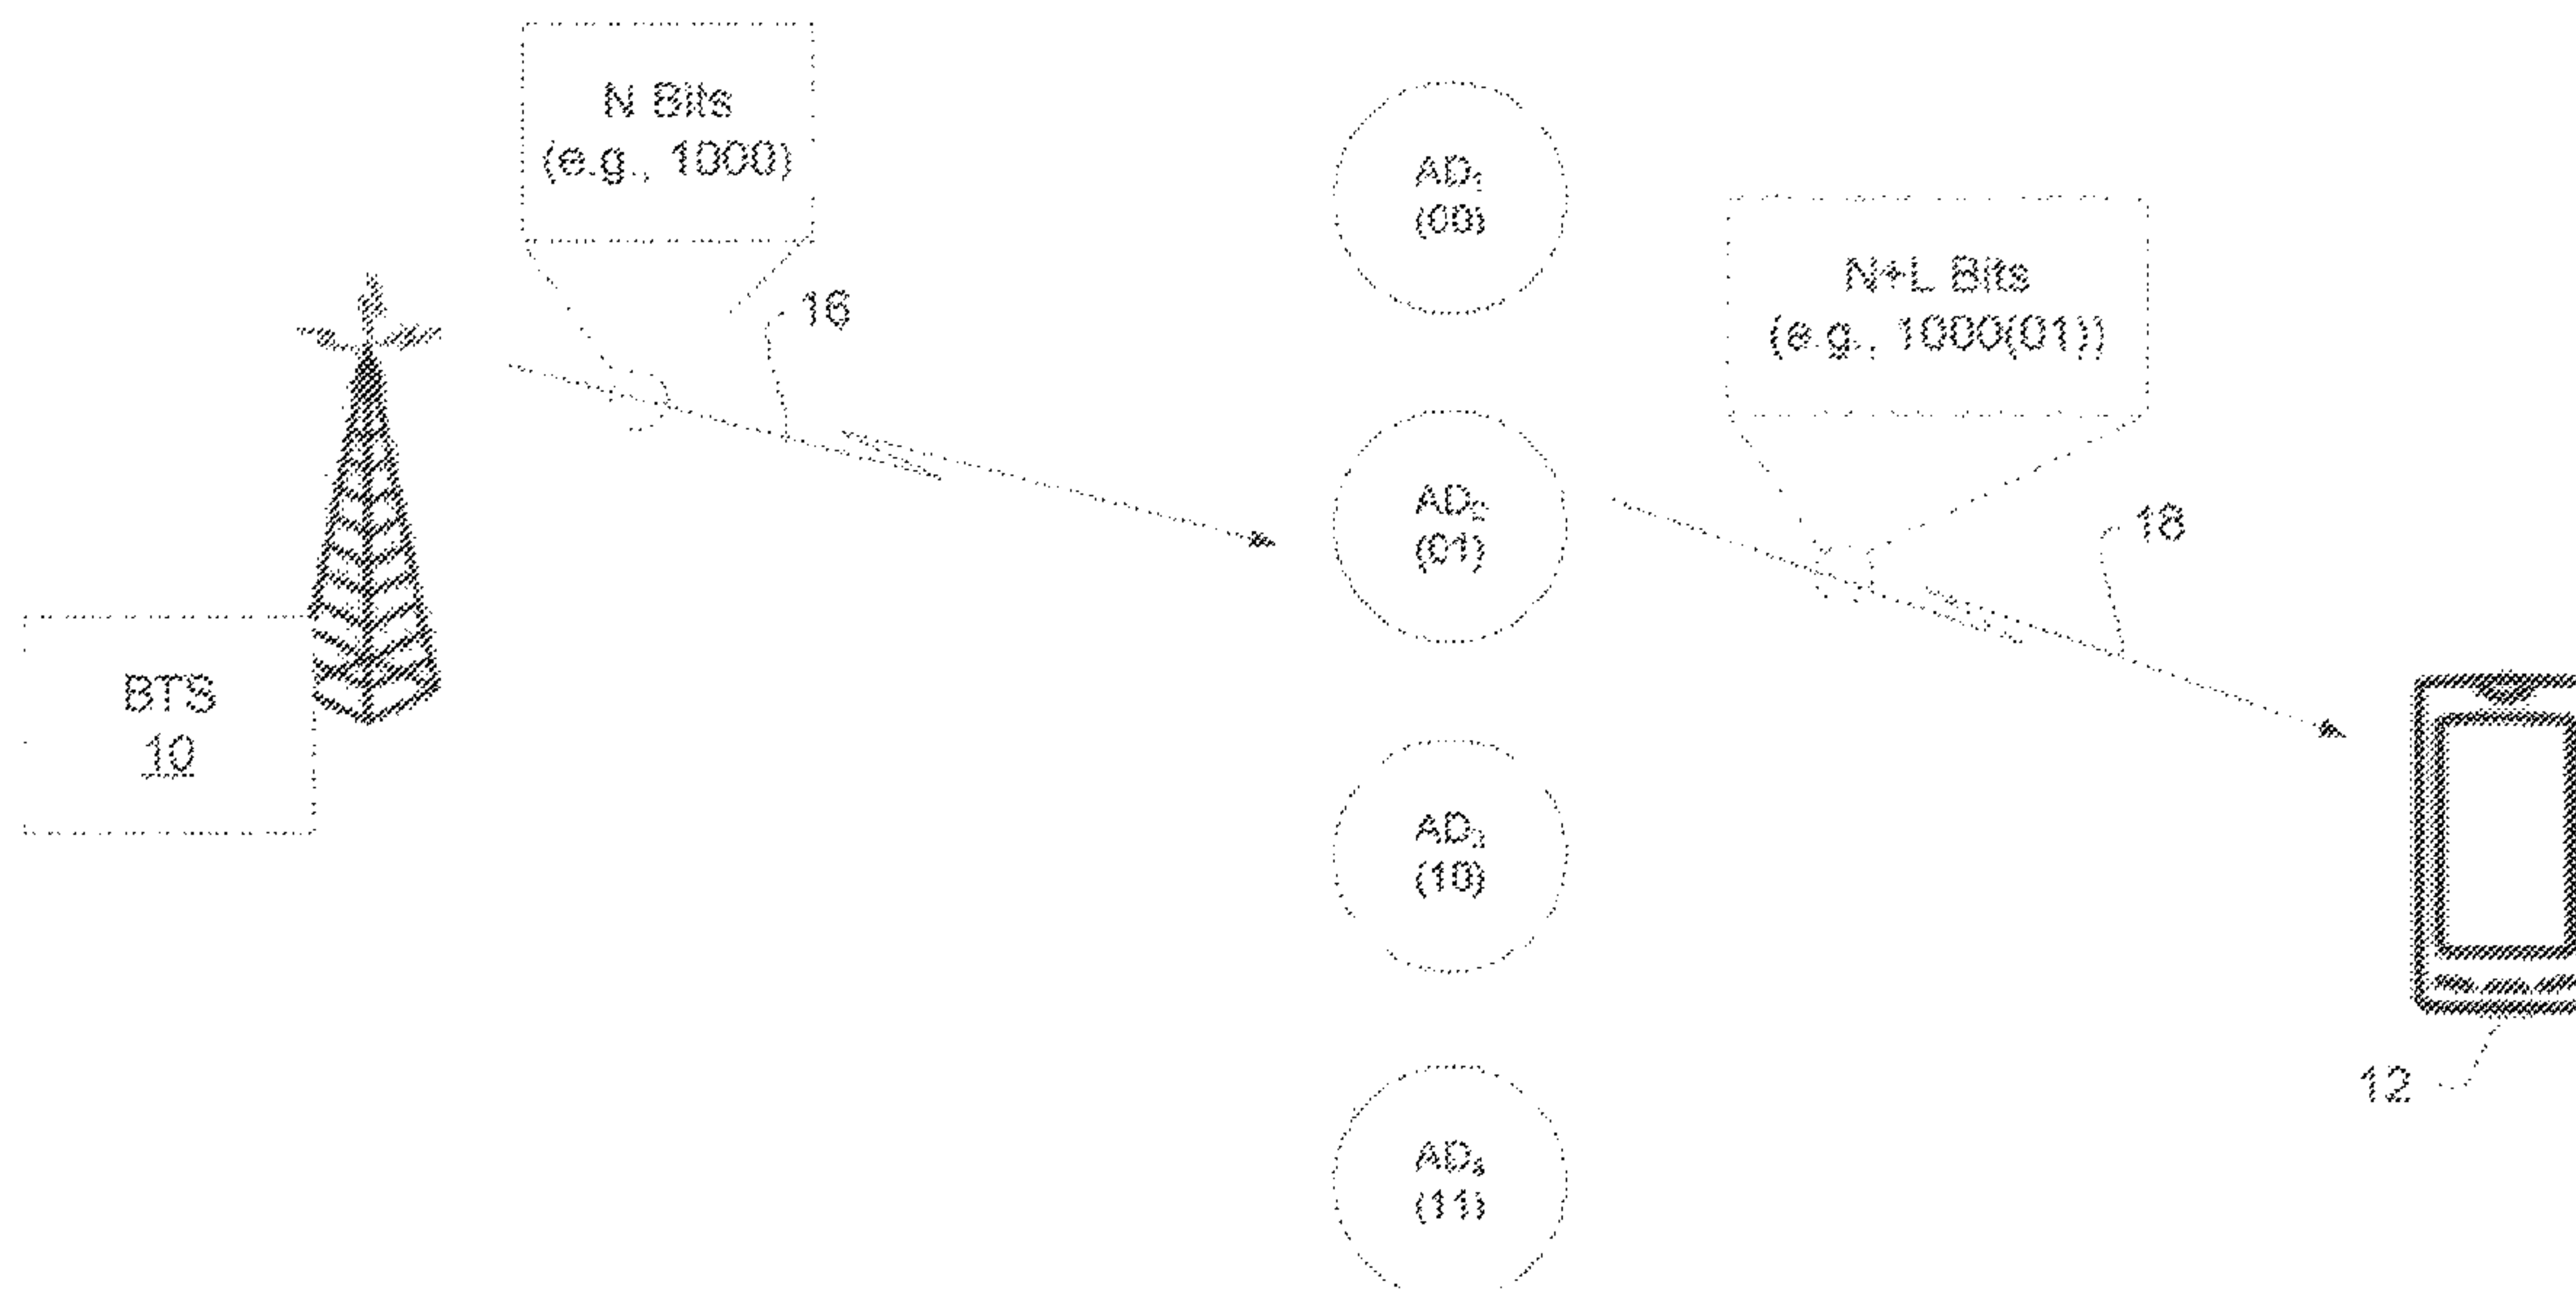 N Bits
(e.g., 1000)
16
AD₁
(00)
N+L Bits
(e.g., 1000(01))
AD₂
(01)
18
BTS
10
AD₃
(10)
12
AD₄
(11)